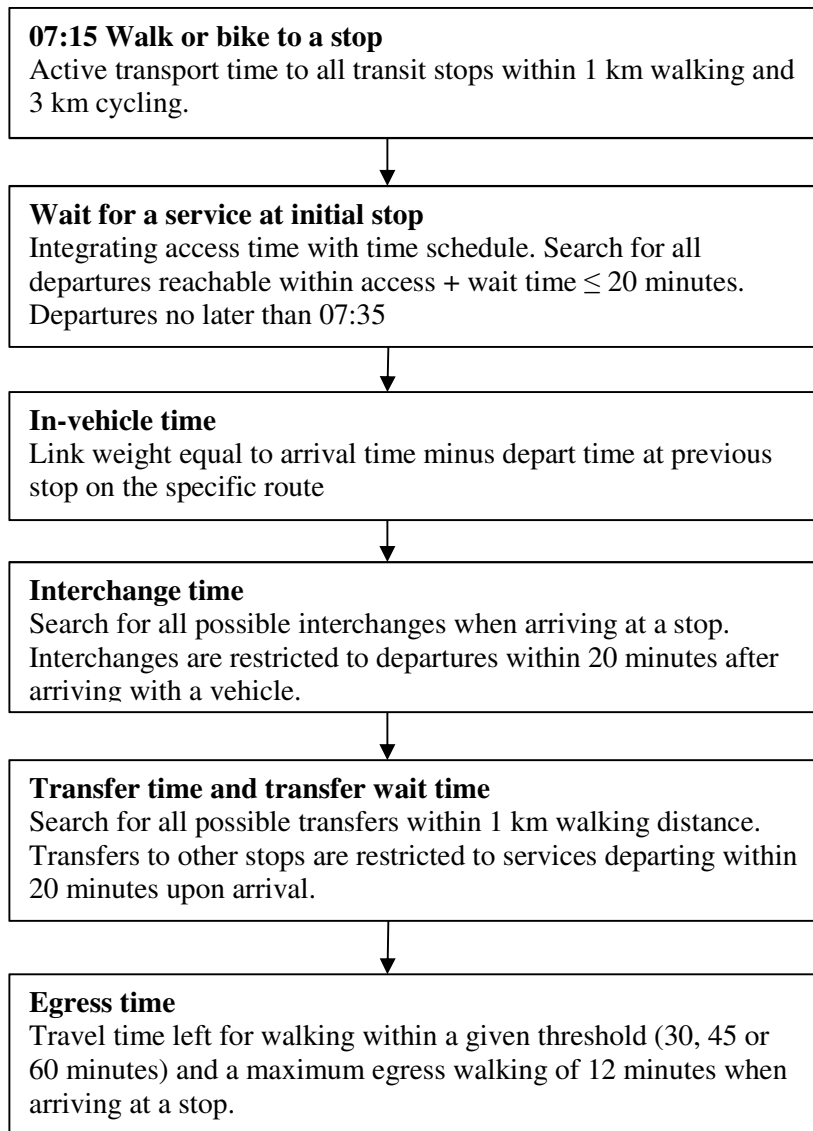 07:15 Walk or bike to a stop
Active transport time to all transit stops within 1 km walking and
3 km cycling.
Wait for a service at initial stop
Integrating access time with time schedule. Search for all
departures reachable within access + wait time ≤ 20 minutes.
Departures no later than 07:35
In-vehicle time
Link weight equal to arrival time minus depart time at previous
stop on the specific route
Interchange time
Search for all possible interchanges when arriving at a stop.
Interchanges are restricted to departures within 20 minutes after
arriving with a vehicle.
Transfer time and transfer wait time
Search for all possible transfers within 1 km walking distance.
Transfers to other stops are restricted to services departing within
20 minutes upon arrival.
Egress time
Travel time left for walking within a given threshold (30, 45 or
60 minutes) and a maximum egress walking of 12 minutes when
arriving at a stop.